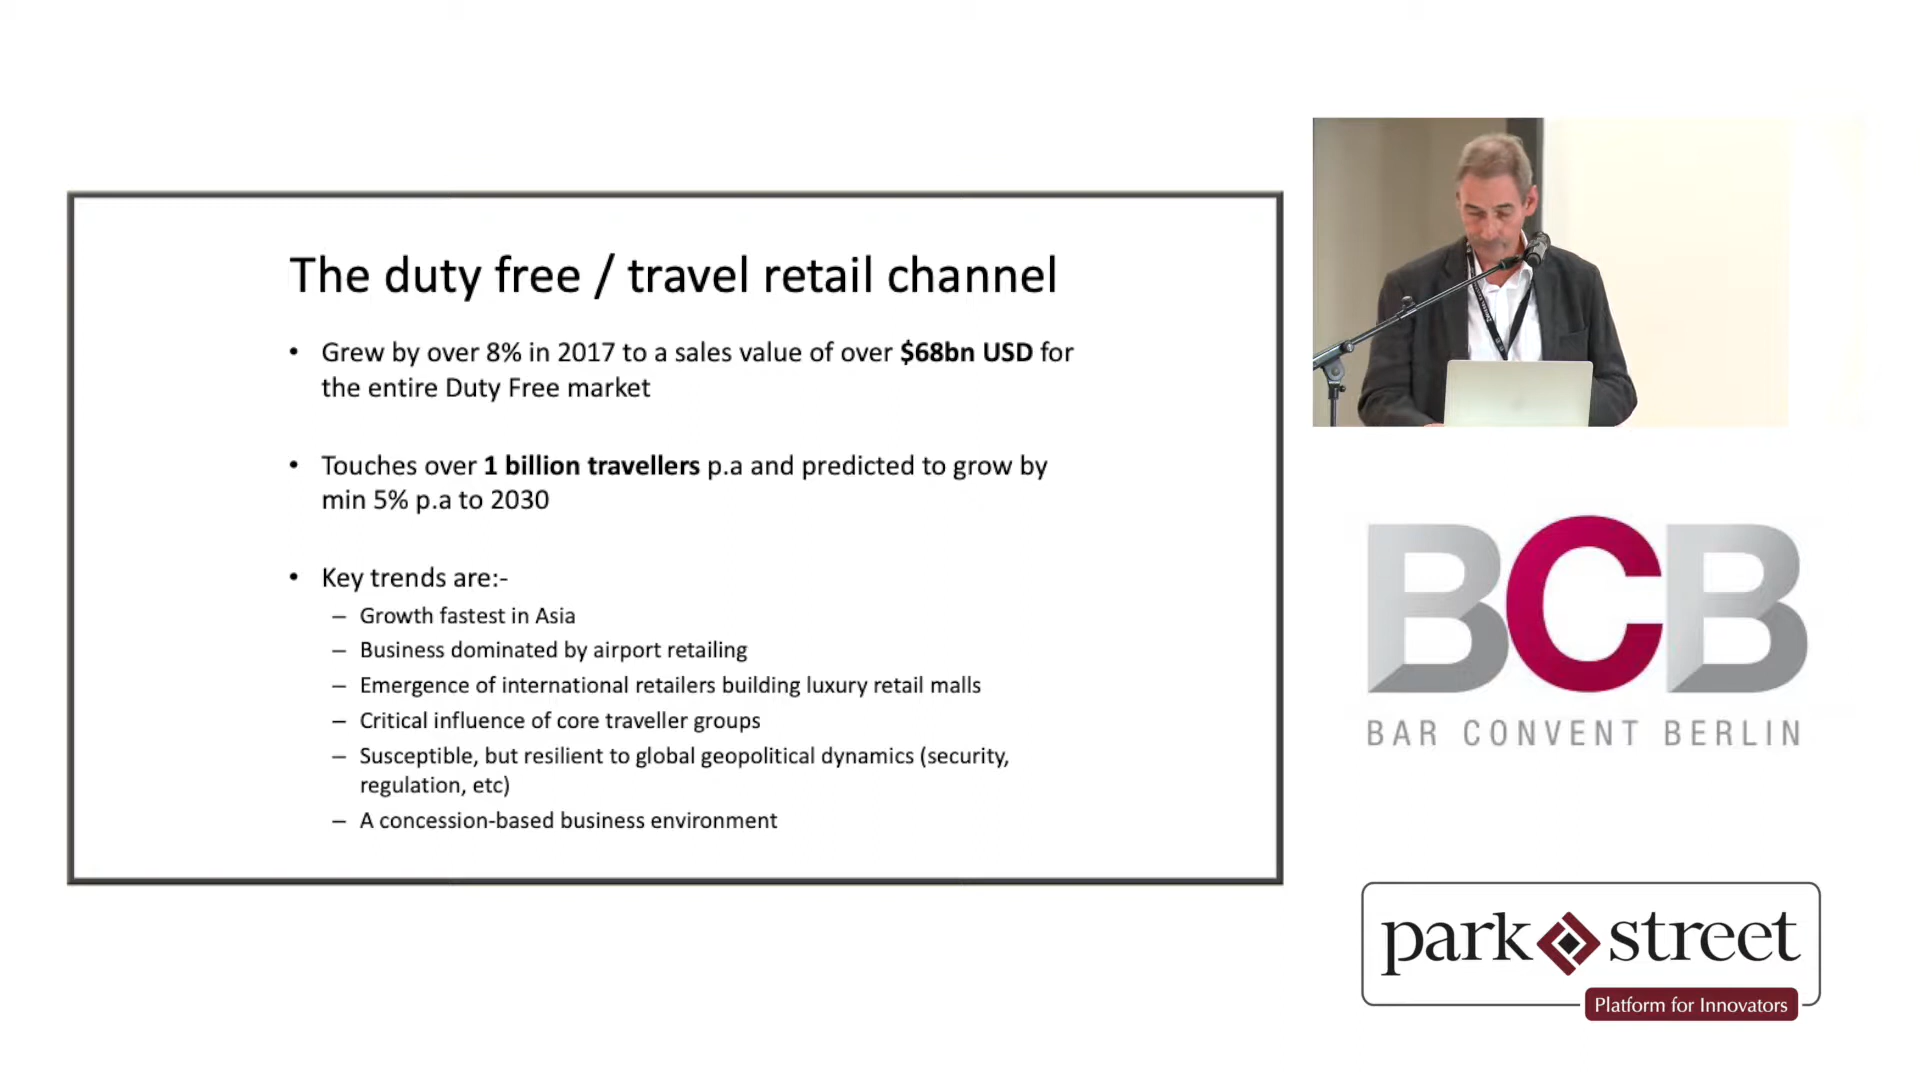 The duty free / travel retail channel
• Grew by over 8% in 2017 to a sales value of over $68bn USD for
the entire Duty Free market
• Touches over 1 billion travellers p.a and predicted to grow by
min 5% p.a to 2030
• Key trends are:-
– Growth fastest in Asia
– Business dominated by airport retailing
– Emergence of international retailers building luxury retail malls
– Critical influence of core traveller groups
– Susceptible, but resilient to global geopolitical dynamics (security,
regulation, etc)
– A concession-based business environment
BCB
BAR CONVENT BERLIN
park street
Platform for Innovators